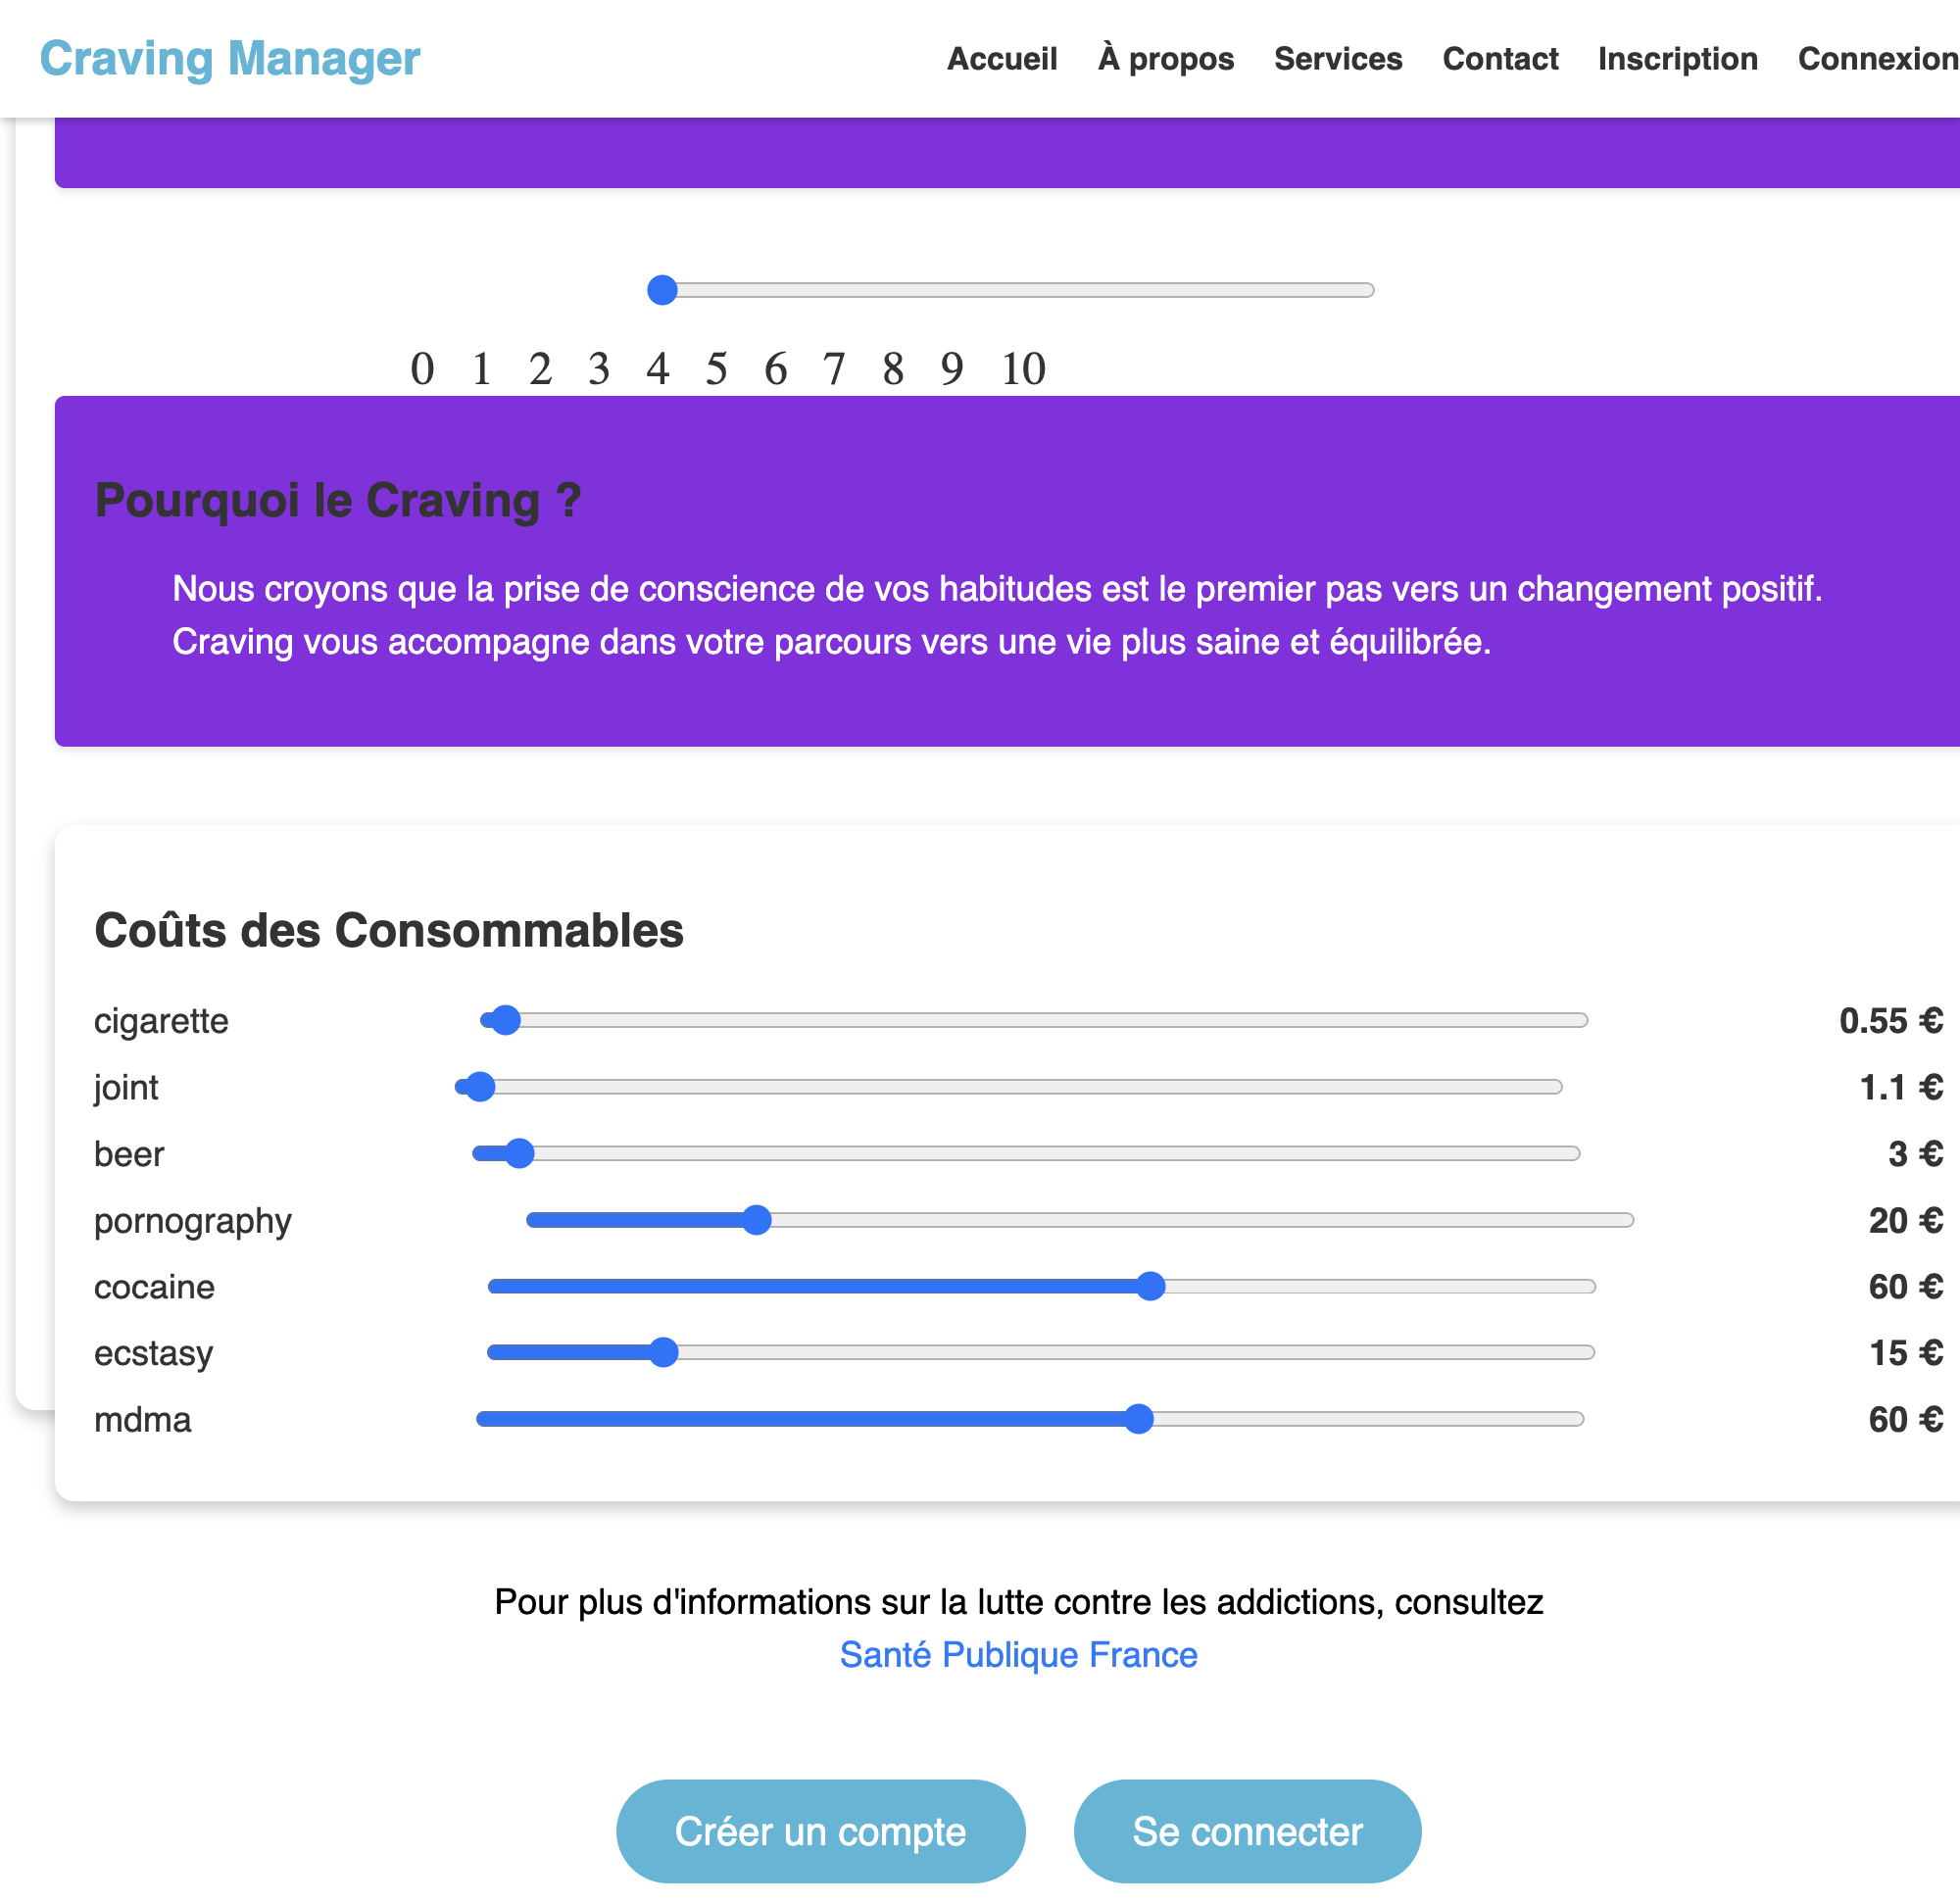 Craving Manager
Accueil À propos Services Contact Inscription Connexion
0 1 2 3 4 5 6 7 8 9 10
Pourquoi le Craving ?
Nous croyons que la prise de conscience de vos habitudes est le premier pas vers un changement positif.
Craving vous accompagne dans votre parcours vers une vie plus saine et équilibrée.
Coûts des Consommables
cigarette 0.55 €
joint 1.1 €
beer 3 €
pornography 20 €
cocaine 60 €
ecstasy 15 €
mdma 60 €
Pour plus d'informations sur la lutte contre les addictions, consultez
Santé Publique France
Créer un compte Se connecter